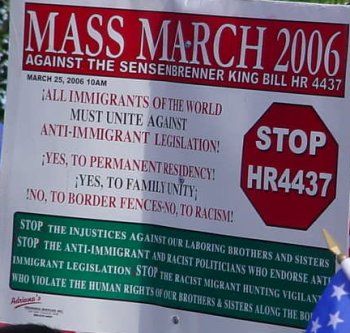 MASS MARCH 2006
AGAINST THE SENSENBRENNER KING BILL HR 4437
MARCH 25, 2006 10AM
¡ALL IMMIGRANTS OF THE WORLD
MUST UNITE AGAINST
ANTI-IMMIGRANT LEGISLATION!
¡YES, TO PERMANENT RESIDENCY!
¡YES, TO FAMILY UNITY¡
!NO, TO BORDER FENCES-NO, TO RACISM!
STOP
HR4437
STOP THE INJUSTICES AGAINST OUR LABORING BROTHERS AND SISTERS
STOP THE ANTI-IMMIGRANT AND RACIST POLITICIANS WHO ENDORSE ANTI
IMMIGRANT LEGISLATION STOP THE RACIST MIGRANT HUNTING VIGILAN
WHO VIOLATE THE HUMAN RIGHTS OF OUR BROTHERS & SISTERS ALONG THE BO
Adriana's